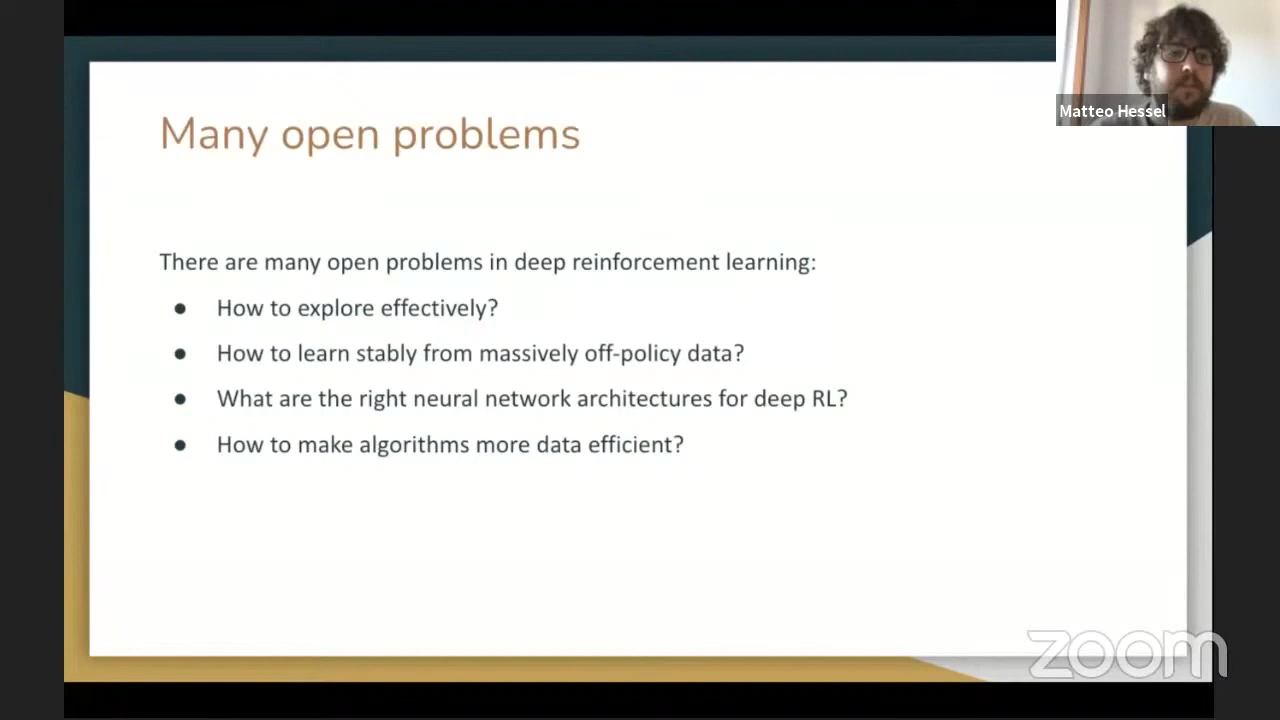 Matteo Hessel
Many open problems
There are many open problems in deep reinforcement learning:
● How to explore effectively?
● How to learn stably from massively off-policy data?
● What are the right neural network architectures for deep RL?
● How to make algorithms more data efficient?
zoom